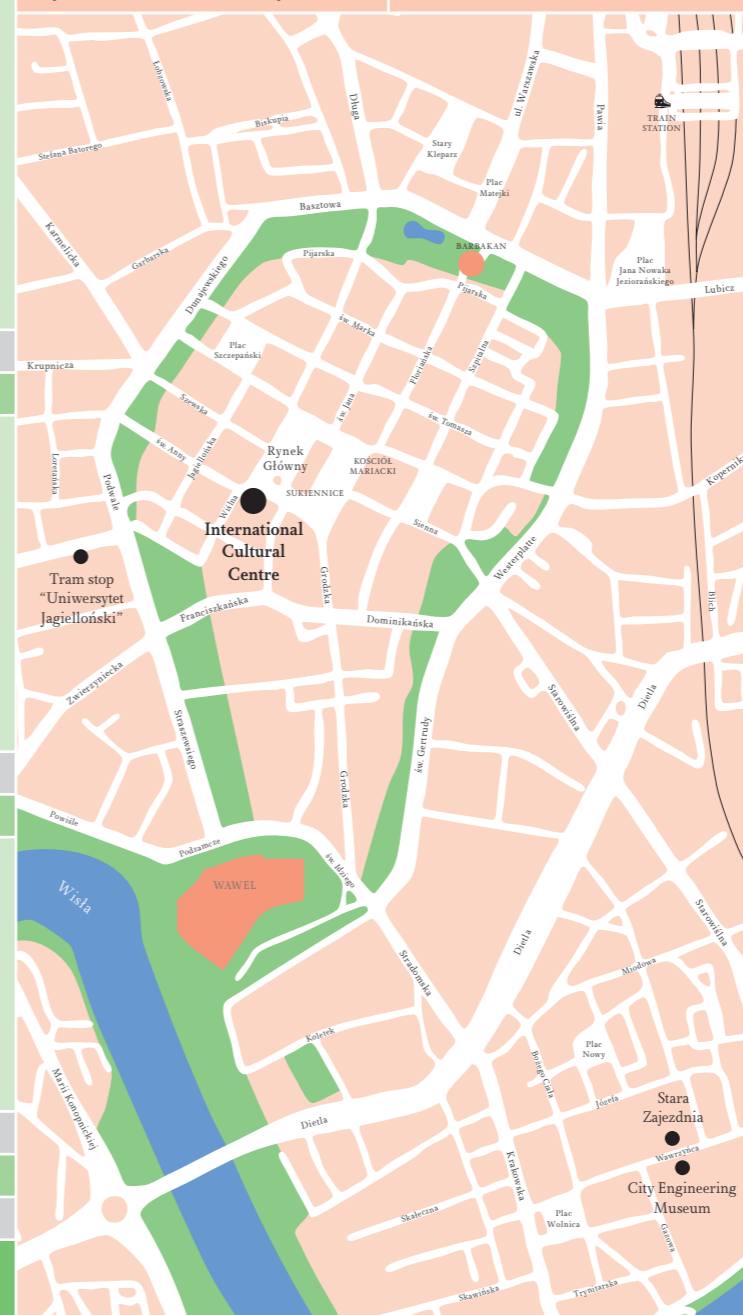 Łobzowska
Długa
ul. Warszawska
Pawia
TRAIN
STATION
Biskupia
Stefana Batorego
Stary
Kleparz
Plac
Matejki
Basztowa
BARBAKAN
Karmelicka
Garbarska
Dunajewskiego
Pijarska
Pijarska
Plac
Jana Nowaka
Jeziorańskiego
Lubicz
św. Marka
Plac
Szczepański
Krupnicza
Floriańska
Szpitalna
Szewska
św. Jana
św. Tomasza
św. Anny
Jagiellońska
Rynek
Główny
KOŚCIÓŁ
MARIACKI
Loretańska
Podwale
Wiślna
SUKIENNICE
International
Cultural
Centre
Sienna
Westerplatte
Tram stop
“Uniwersytet
Jagielloński”
Grodzka
Franciszkańska
Dominikańska
Blich
Zwierzyniecka
Starowiślna
Dietla
Straszewsiego
św. Gertrudy
Grodzka
Powiśle
Podzamcze
św. Idziego
WAWEL
Wisła
Dietla
Starowiślna
Stradomska
Miodowa
Koletek
Plac
Nowy
Bożego Ciała
Marii Konopnickiej
Józefa
Stara
Zajezdnia
Dietla
Wawrzyńca
Krakowska
City Engineering
Museum
Skałeczna
Plac
Wolnica
Gazowa
Skawińska
Trynitarska